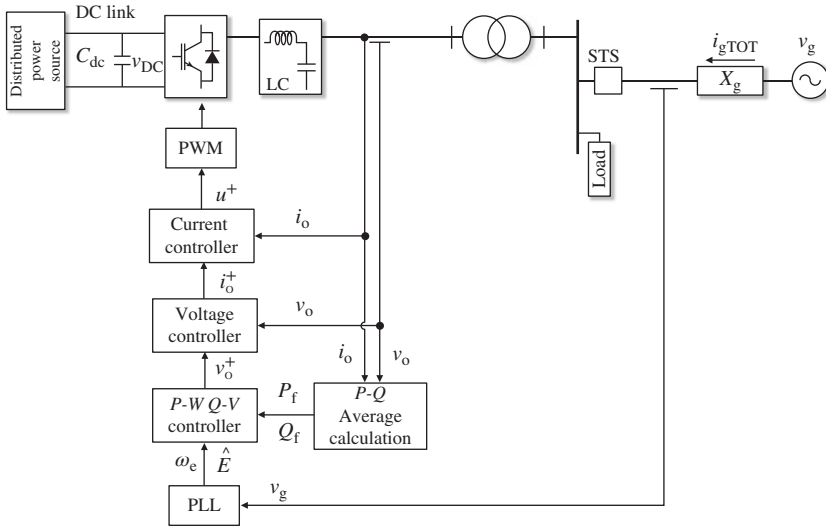 DC link
Distributed
power
source
C_dc
v_DC
LC
STS
i_gTOT
v_g
X_g
Load
PWM
u^+
Current
controller
i_o
i_o^+
Voltage
controller
v_o
v_o^+
i_o
v_o
P-W Q-V
controller
P_f
Q_f
P-Q
Average
calculation
ω_e
Ê
PLL
v_g